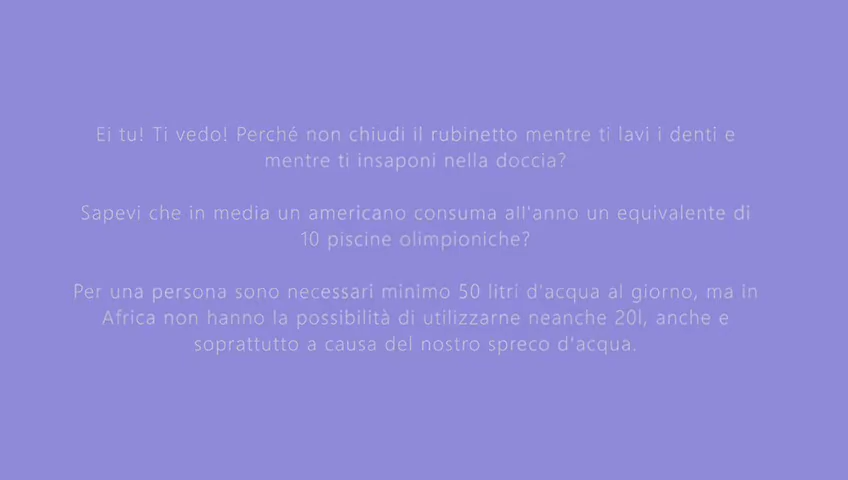 Ei tu! Ti vedo! Perché non chiudi il rubinetto mentre ti lavi i denti e
mentre ti insaponi nella doccia?
Sapevi che in media un americano consuma all'anno un equivalente di
10 piscine olimpioniche?
Per una persona sono necessari minimo 50 litri d'acqua al giorno, ma in
Africa non hanno la possibilità di utilizzarne neanche 20l, anche e
soprattutto a causa del nostro spreco d'acqua.